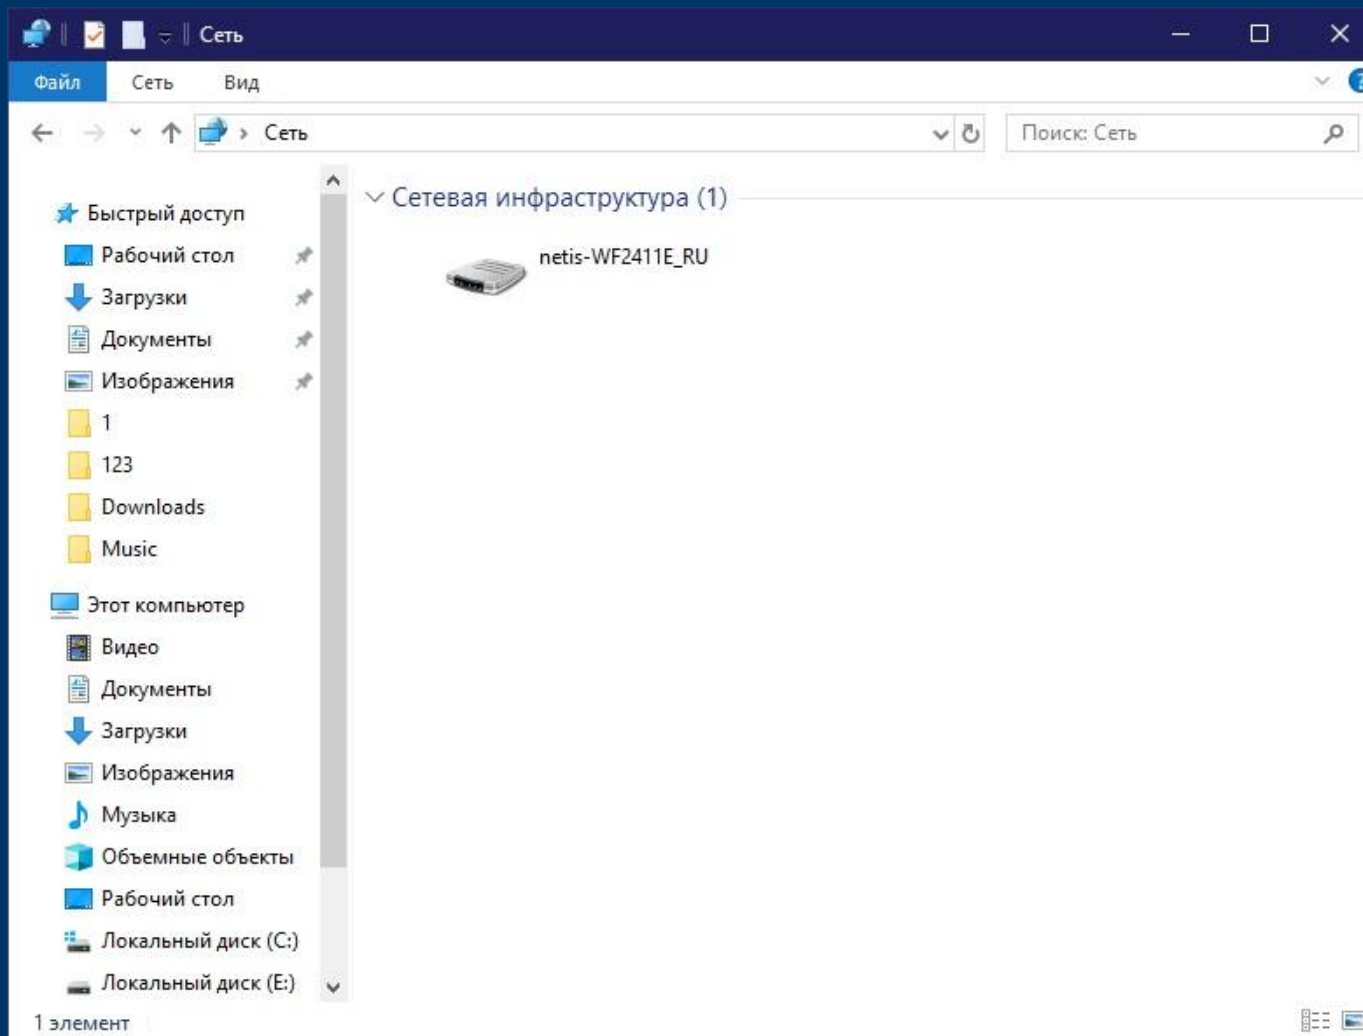 Сеть
Файл Сеть Вид
Сеть Поиск: Сеть
Быстрый доступ
Рабочий стол
Загрузки
Документы
Изображения
1
123
Downloads
Music
Этот компьютер
Видео
Документы
Загрузки
Изображения
Музыка
Объемные объекты
Рабочий стол
Локальный диск (C:)
Локальный диск (E:)
Сетевая инфраструктура (1)
netis-WF2411E_RU
1 элемент